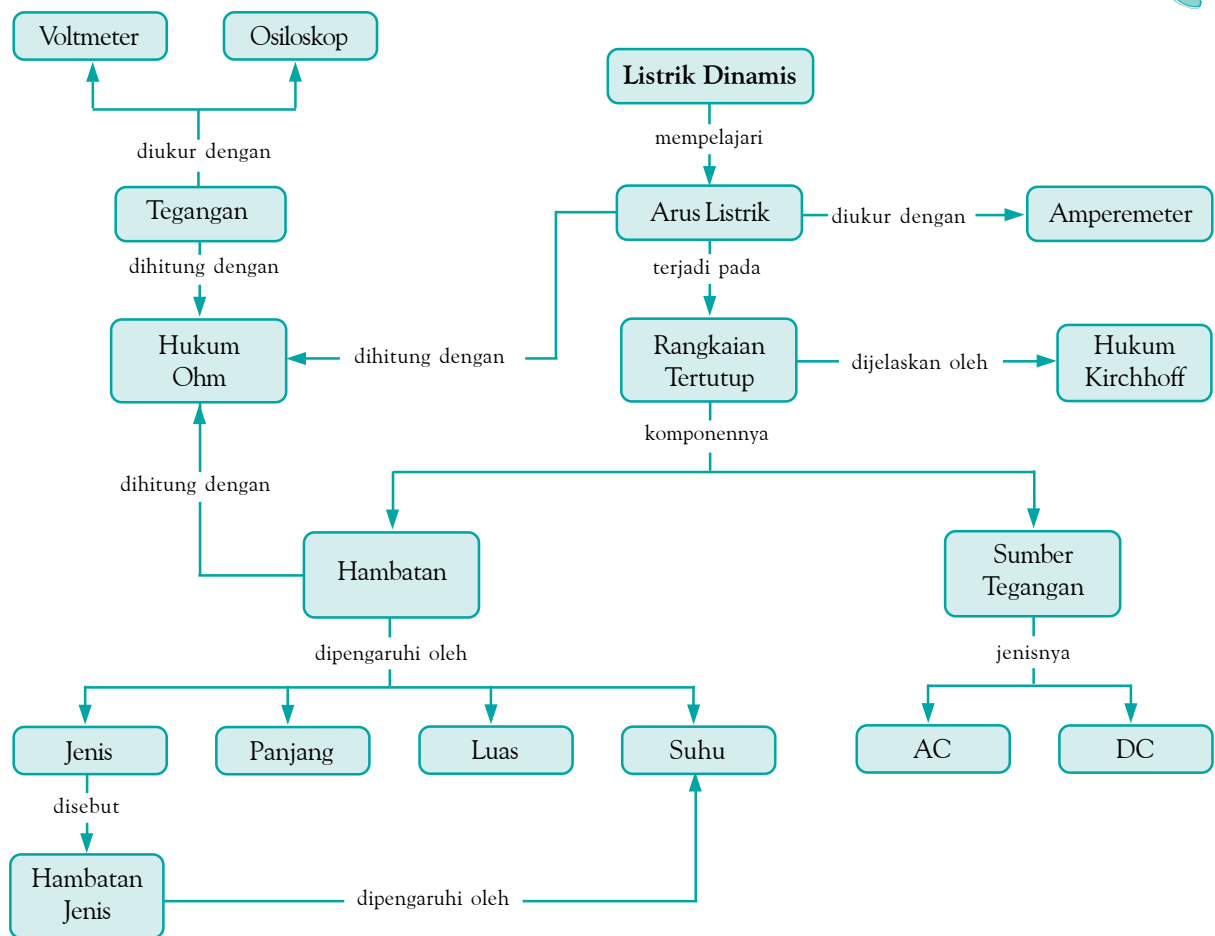 Voltmeter
Osiloskop
Listrik Dinamis
mempelajari
diukur dengan
Tegangan
Arus Listrik
diukur dengan
Amperemeter
dihitung dengan
terjadi pada
Hukum
Ohm
dihitung dengan
Rangkaian
Tertutup
dijelaskan oleh
Hukum
Kirchhoff
komponennya
dihitung dengan
Hambatan
Sumber
Tegangan
dipengaruhi oleh
jenisnya
Jenis
Panjang
Luas
Suhu
AC
DC
disebut
Hambatan
Jenis
dipengaruhi oleh